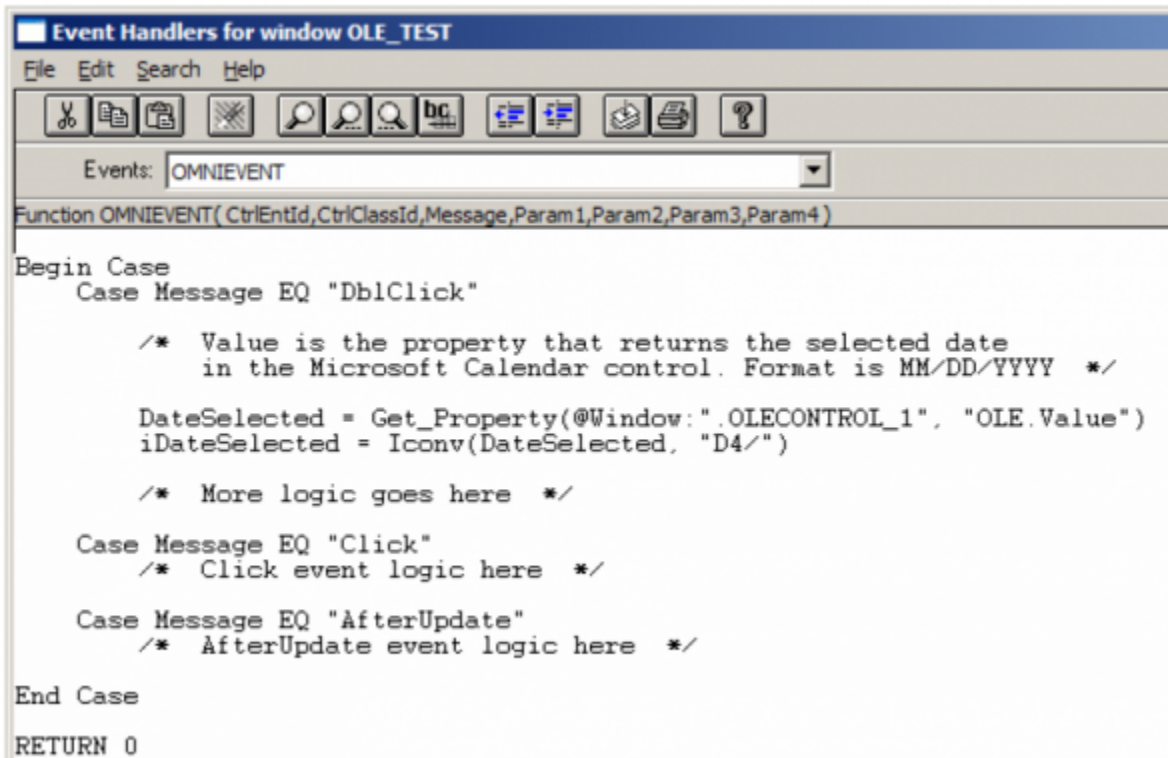 Event Handlers for window OLE_TEST
File Edit Search Help
bc
Events: OMNIEVENT
Function OMNIEVENT( CtrlEntId,CtrlClassId,Message,Param1,Param2,Param3,Param4 )
Begin Case
Case Message EQ "DblClick"
/* Value is the property that returns the selected date
in the Microsoft Calendar control. Format is MM/DD/YYYY */
DateSelected = Get_Property(@Window:".OLECONTROL_1", "OLE.Value")
iDateSelected = Iconv(DateSelected, "D4/")
/* More logic goes here */
Case Message EQ "Click"
/* Click event logic here */
Case Message EQ "AfterUpdate"
/* AfterUpdate event logic here */
End Case
RETURN 0